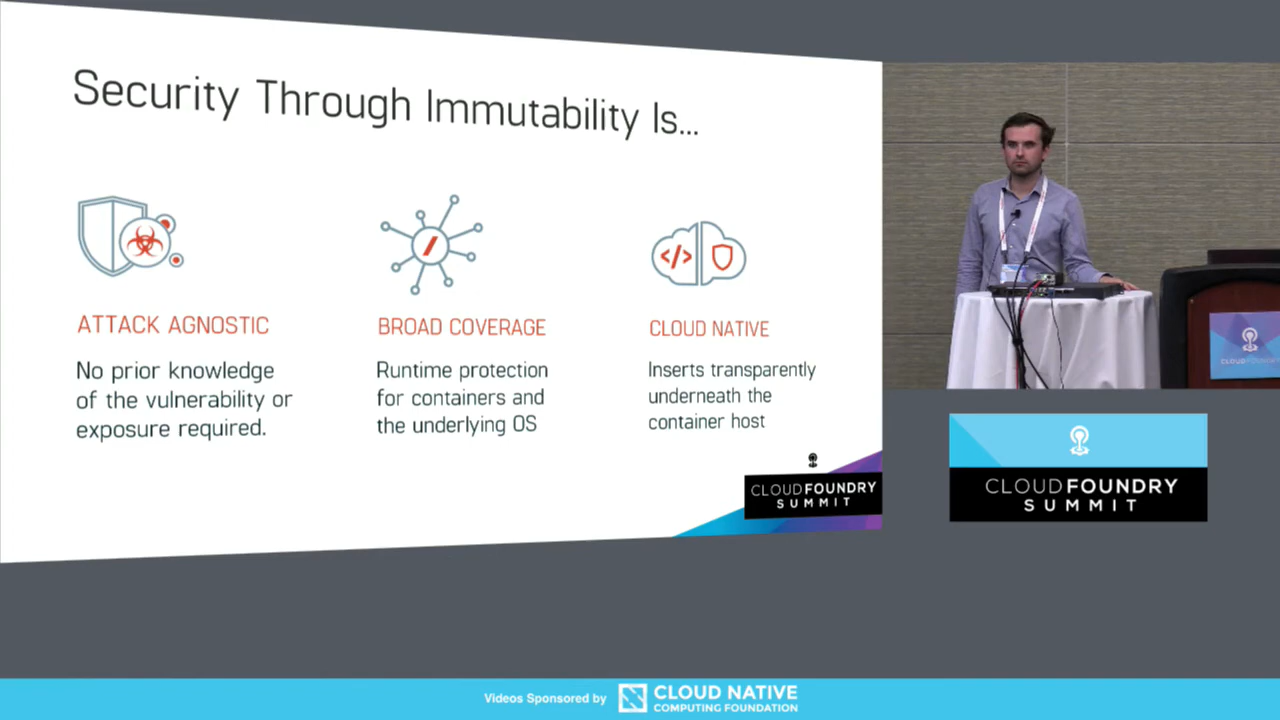 Security Through Immutability Is...
ATTACK AGNOSTIC
No prior knowledge
of the vulnerability or
exposure required.
BROAD COVERAGE
Runtime protection
for containers and
the underlying OS
CLOUD NATIVE
Inserts transparently
underneath the
container host
CLOUDFOUNDRY
SUMMIT
CLOUDFOUNDRY
CLOUDFOUNDRY
SUMMIT
Videos Sponsored by
CLOUD NATIVE
COMPUTING FOUNDATION